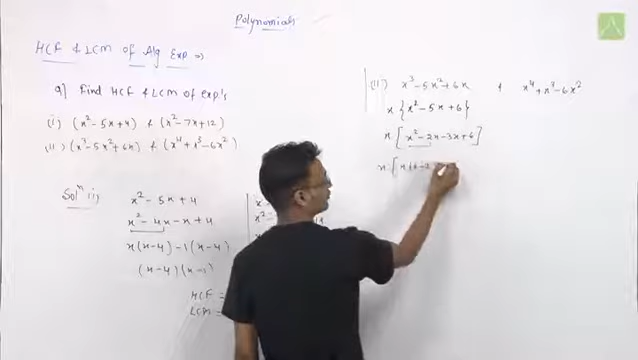 Polynomials
HCF & LCM of Alg Exp ⇒
Q] Find HCF & LCM of exp.'s
(i) (x²-5x+4) & (x²-7x+12)
(ii) (x³-5x²+6x) & (x⁴+x³-6x²)
Solⁿ (i)
x²-5x+4
x²-4x-x+4
x(x-4)-1(x-4)
(x-4)(x-1)
HCF =
LCM =
(ii) x³-5x²+6x & x⁴+x³-6x²
x{x²-5x+6}
x[x²-2x-3x+6]
x[x(x-2